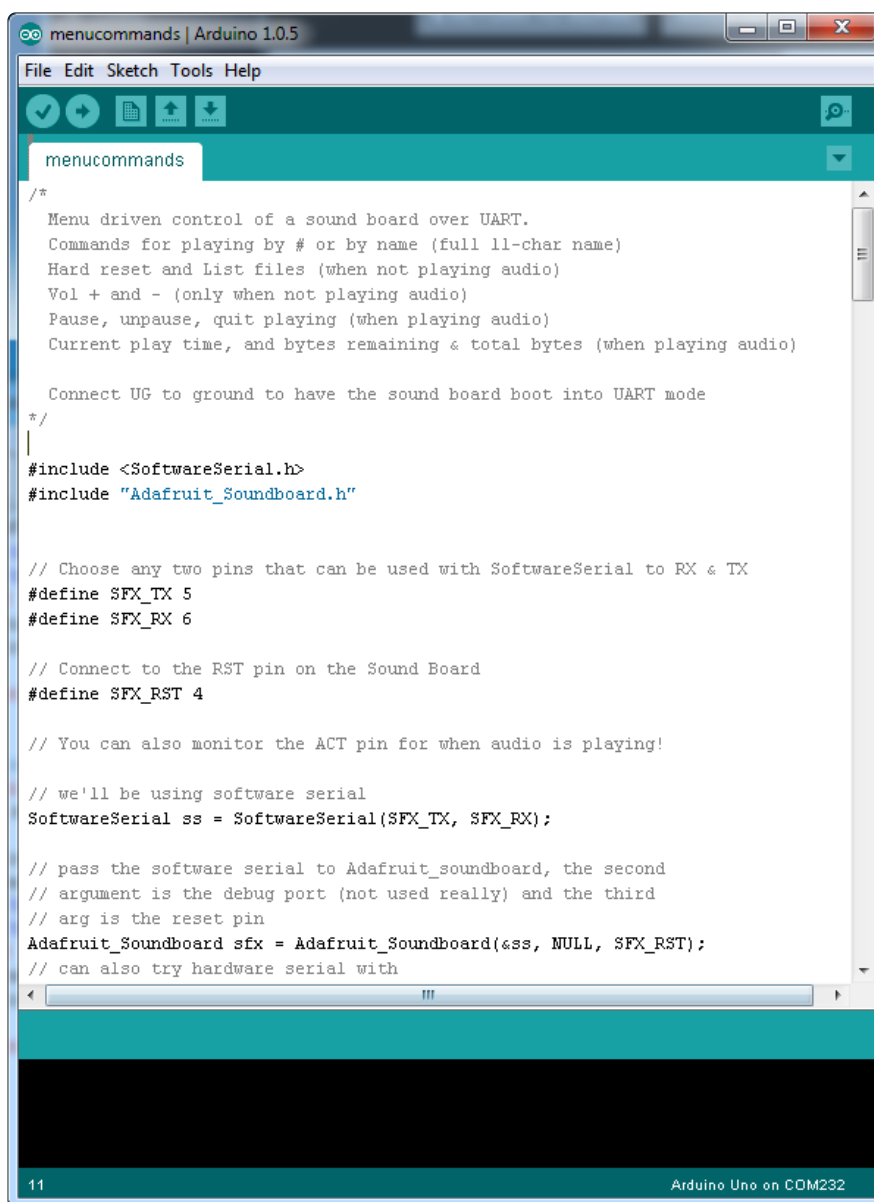 menucommands | Arduino 1.0.5
File Edit Sketch Tools Help
menucommands
/*
Menu driven control of a sound board over UART.
Commands for playing by # or by name (full 11-char name)
Hard reset and List files (when not playing audio)
Vol + and - (only when not playing audio)
Pause, unpause, quit playing (when playing audio)
Current play time, and bytes remaining & total bytes (when playing audio)
Connect UG to ground to have the sound board boot into UART mode
*/
#include <SoftwareSerial.h>
#include "Adafruit_Soundboard.h"
// Choose any two pins that can be used with SoftwareSerial to RX & TX
#define SFX_TX 5
#define SFX_RX 6
// Connect to the RST pin on the Sound Board
#define SFX_RST 4
// You can also monitor the ACT pin for when audio is playing!
// we'll be using software serial
SoftwareSerial ss = SoftwareSerial(SFX_TX, SFX_RX);
// pass the software serial to Adafruit_soundboard, the second
// argument is the debug port (not used really) and the third
// arg is the reset pin
Adafruit_Soundboard sfx = Adafruit_Soundboard(&ss, NULL, SFX_RST);
// can also try hardware serial with
11 Arduino Uno on COM232